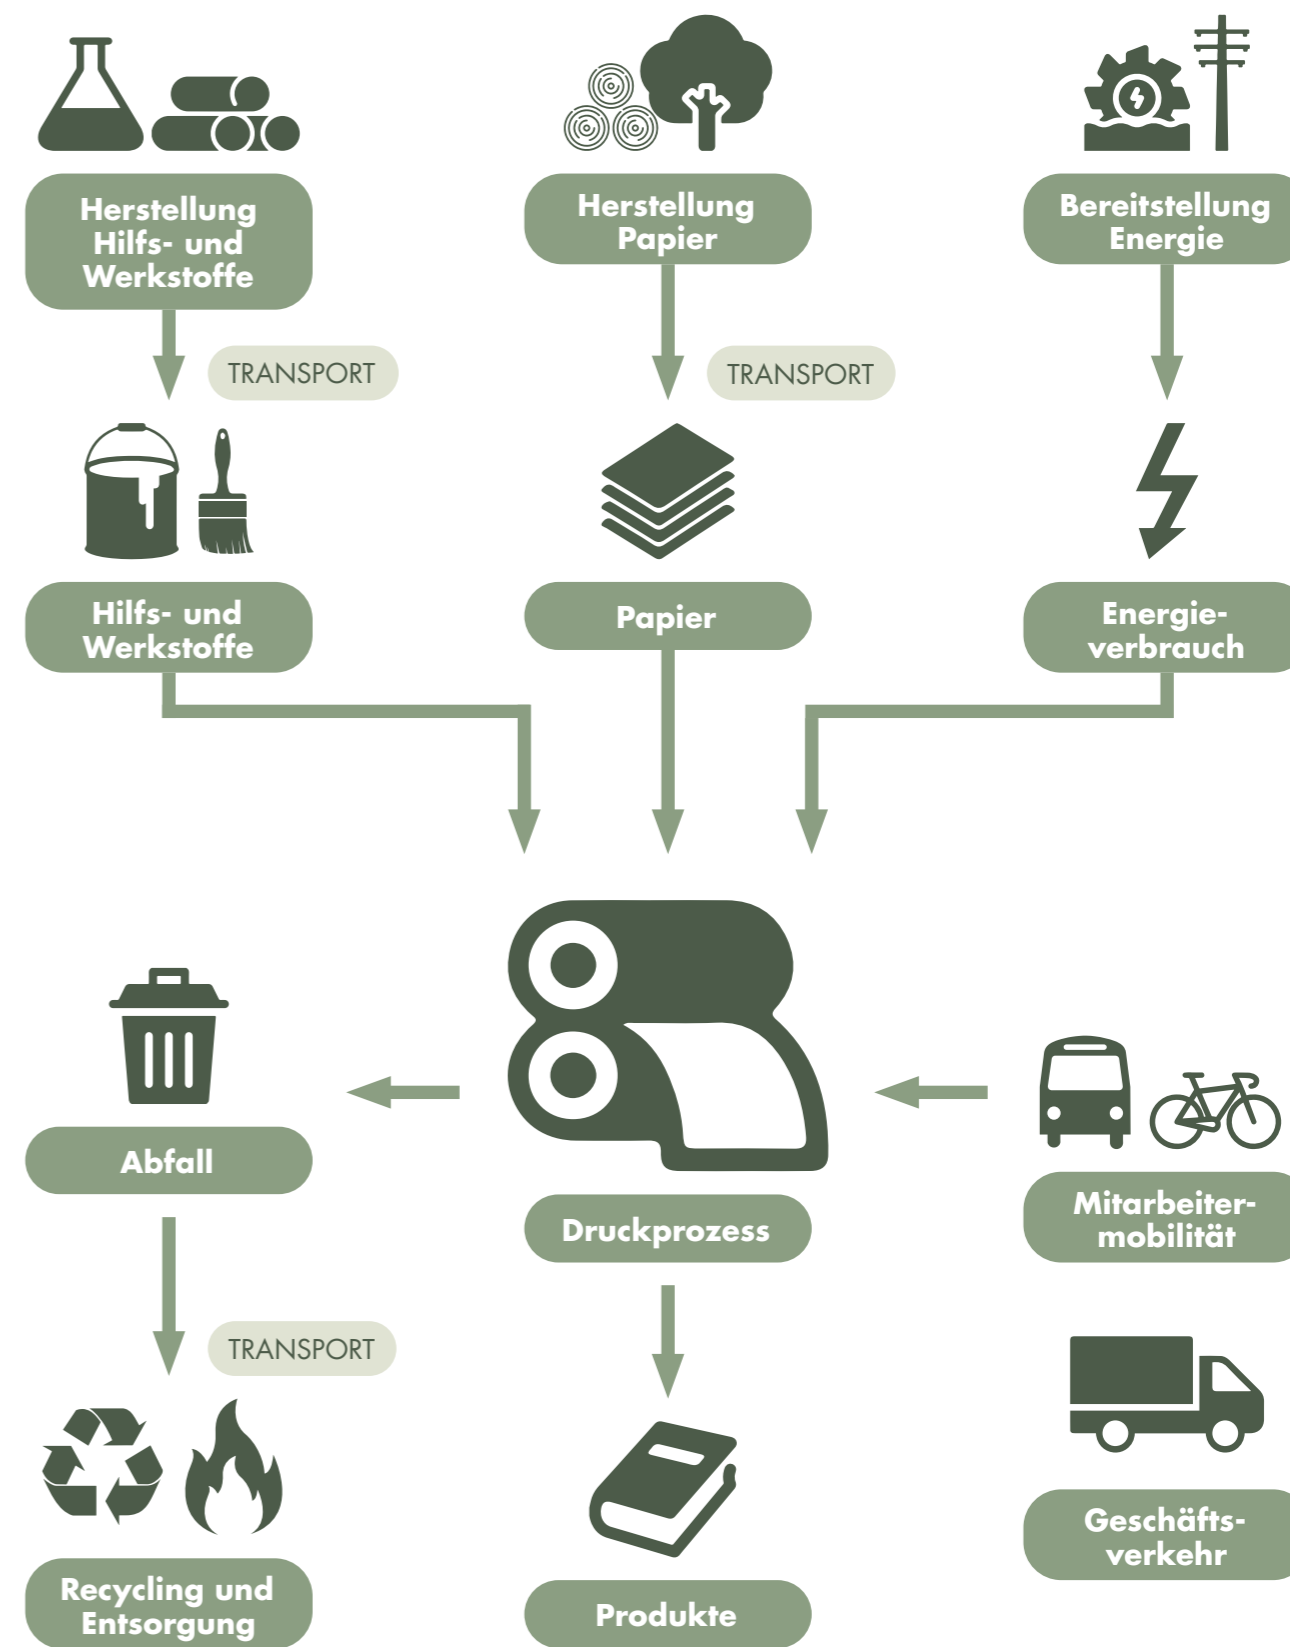 Herstellung
Hilfs- und
Werkstoffe
Herstellung
Papier
Bereitstellung
Energie
TRANSPORT
TRANSPORT
Hilfs- und
Werkstoffe
Papier
Energie-
verbrauch
Abfall
Druckprozess
Mitarbeiter-
mobilität
TRANSPORT
Geschäfts-
verkehr
Recycling und
Entsorgung
Produkte